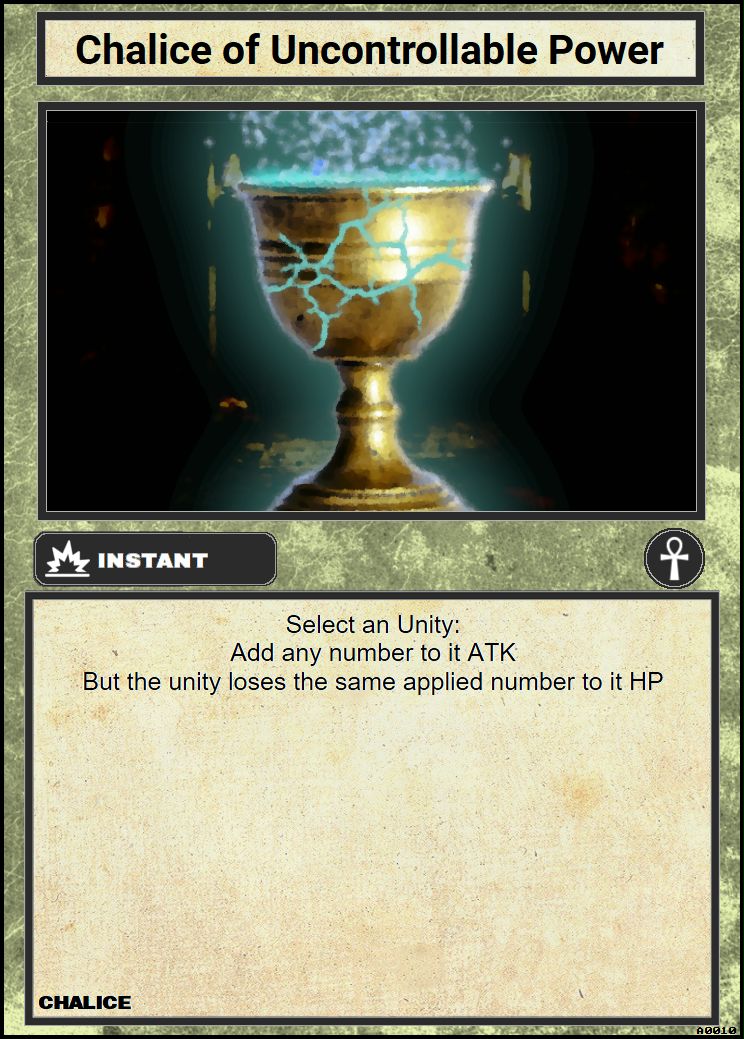 Chalice of Uncontrollable Power
INSTANT
Select an Unity:
Add any number to it ATK
But the unity loses the same applied number to it HP
CHALICE
A0010